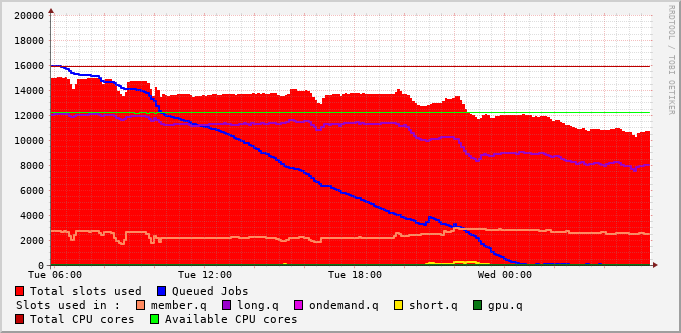 20000
18000
16000
14000
12000
10000
8000
6000
4000
2000
0
Tue 06:00 Tue 12:00 Tue 18:00 Wed 00:00
Total slots used Queued Jobs
Slots used in : member.q long.q ondemand.q short.q gpu.q
Total CPU cores Available CPU cores
RRDTOOL / TOBI OETIKER